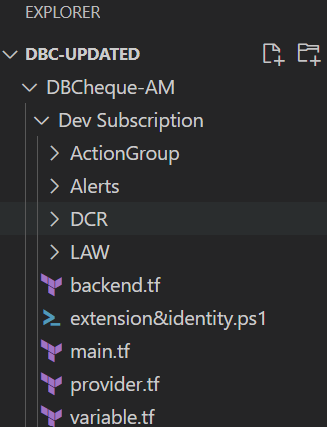 EXPLORER
DBC-UPDATED
DBCheque-AM
Dev Subscription
ActionGroup
Alerts
DCR
LAW
backend.tf
extension&identity.ps1
main.tf
provider.tf
variable.tf